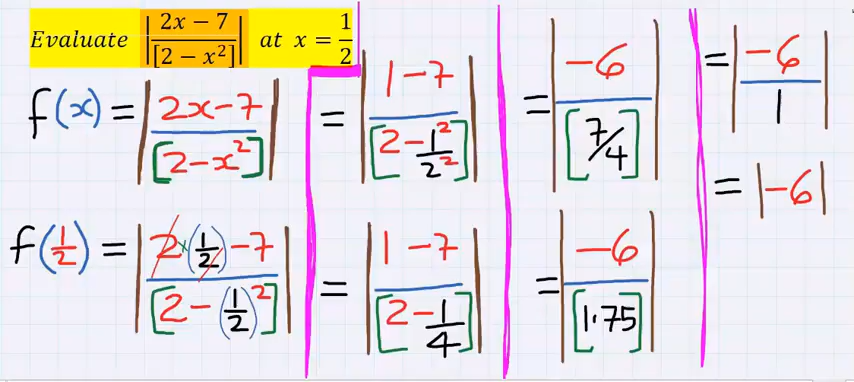 Evaluate |2x − 7 / [2 − x²]| at x = 1/2
f(x) = |2x − 7 / [2 − x²]|
f(1/2) = |2 × (1/2) − 7 / [2 − (1/2)²]|
= |1 − 7 / [2 − 1²/2²]|
= |1 − 7 / [2 − 1/4]|
= |−6 / [7/4]|
= |−6 / [1·75]|
= |−6 / 1|
= |−6|